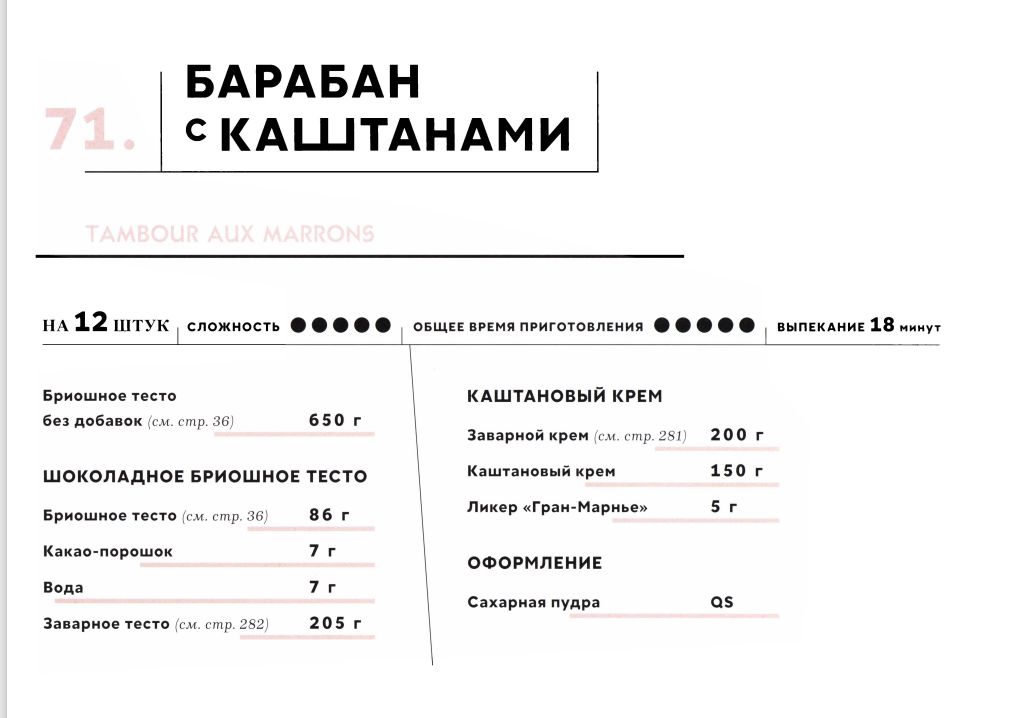 71.
БАРАБАН
С КАШТАНАМИ
TAMBOUR AUX MARRONS
НА 12 ШТУК
СЛОЖНОСТЬ ●●●●●
ОБЩЕЕ ВРЕМЯ ПРИГОТОВЛЕНИЯ ●●●●●
ВЫПЕКАНИЕ 18 минут
Бриошное тесто
без добавок (см. стр. 36) 650 г
ШОКОЛАДНОЕ БРИОШНОЕ ТЕСТО
Бриошное тесто (см. стр. 36) 86 г
Какао-порошок 7 г
Вода 7 г
Заварное тесто (см. стр. 282) 205 г
КАШТАНОВЫЙ КРЕМ
Заварной крем (см. стр. 281) 200 г
Каштановый крем 150 г
Ликер «Гран-Марнье» 5 г
ОФОРМЛЕНИЕ
Сахарная пудра QS